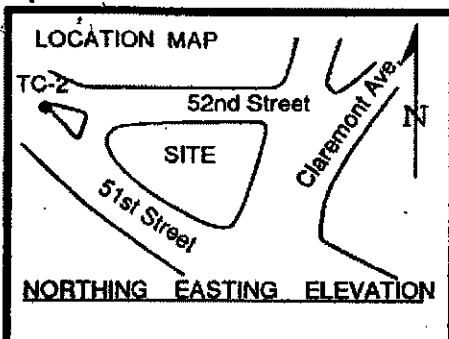 LOCATION MAP
TC-2
52nd Street
Claremont Ave.
N
SITE
51st Street
NORTHING EASTING ELEVATION